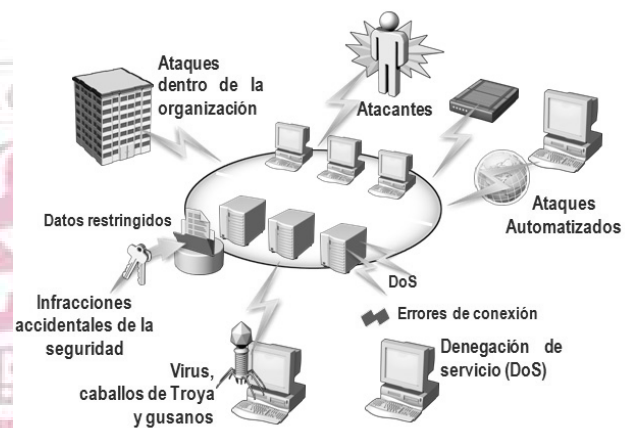 Ataques
dentro de la
organización
Atacantes
Ataques
Automatizados
Datos restringidos
DoS
Infracciones
accidentales de la
seguridad
Errores de conexión
Virus,
caballos de Troya
y gusanos
Denegación de
servicio (DoS)